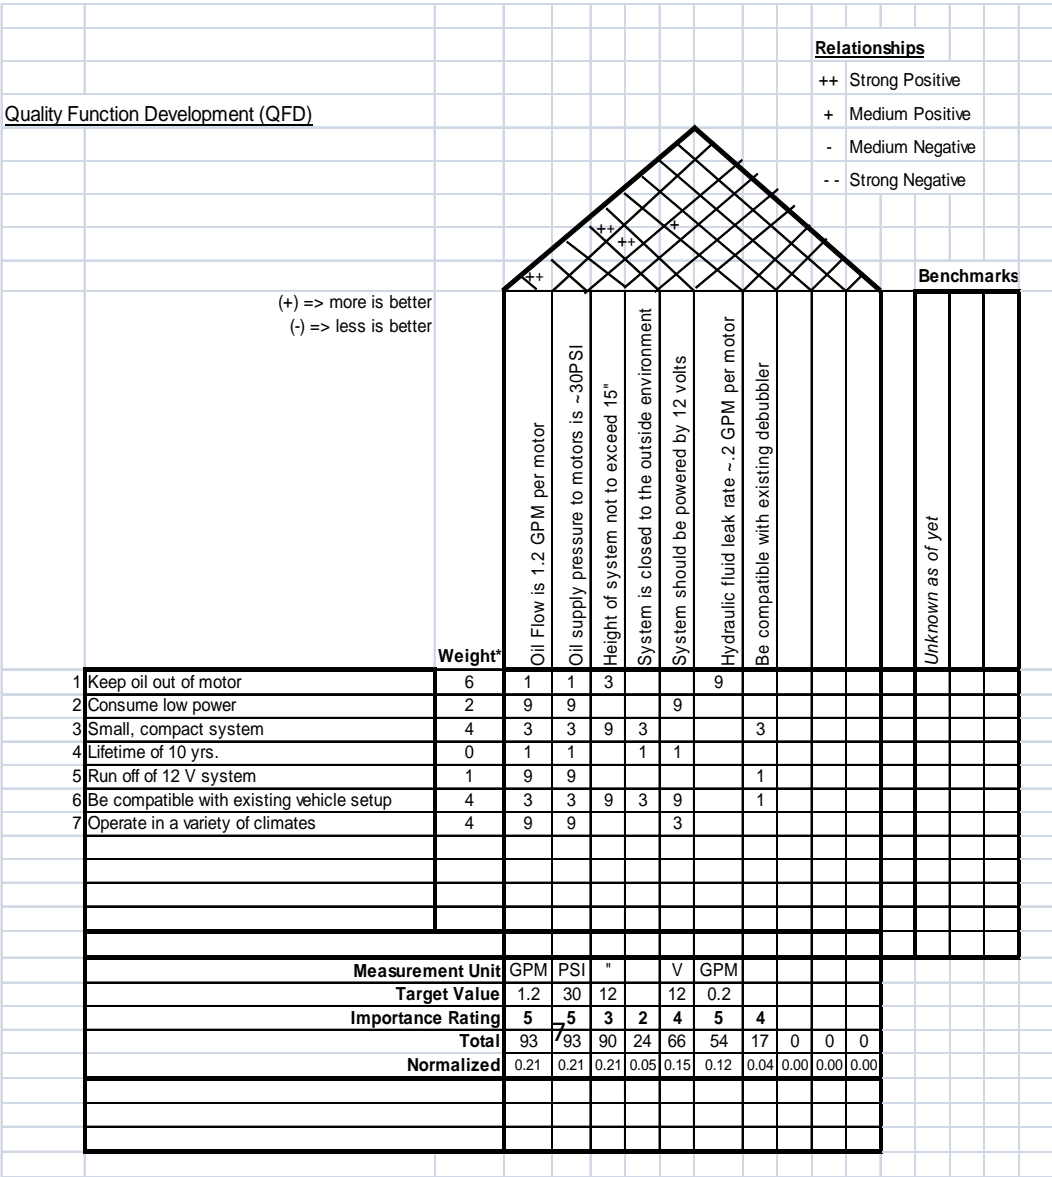 Relationships
++ Strong Positive
Quality Function Development (QFD)
+ Medium Positive
- Medium Negative
- - Strong Negative
++ ++ +
++
Benchmarks
(+) => more is better
(-) => less is better
Oil Flow is 1.2 GPM per motor
Oil supply pressure to motors is ~30PSI
Height of system not to exceed 15"
System is closed to the outside environment
System should be powered by 12 volts
Hydraulic fluid leak rate ~.2 GPM per motor
Be compatible with existing debubbler
Unknown as of yet
Weight*
1 Keep oil out of motor 6 1 1 3 9
2 Consume low power 2 9 9 9
3 Small, compact system 4 3 3 9 3 3
4 Lifetime of 10 yrs. 0 1 1 1 1
5 Run off of 12 V system 1 9 9 1
6 Be compatible with existing vehicle setup 4 3 3 9 3 9 1
7 Operate in a variety of climates 4 9 9 3
Measurement Unit GPM PSI " V GPM
Target Value 1.2 30 12 12 0.2
Importance Rating 5 5 3 2 4 5 4
7
Total 93 93 90 24 66 54 17 0 0 0
Normalized 0.21 0.21 0.21 0.05 0.15 0.12 0.04 0.00 0.00 0.00